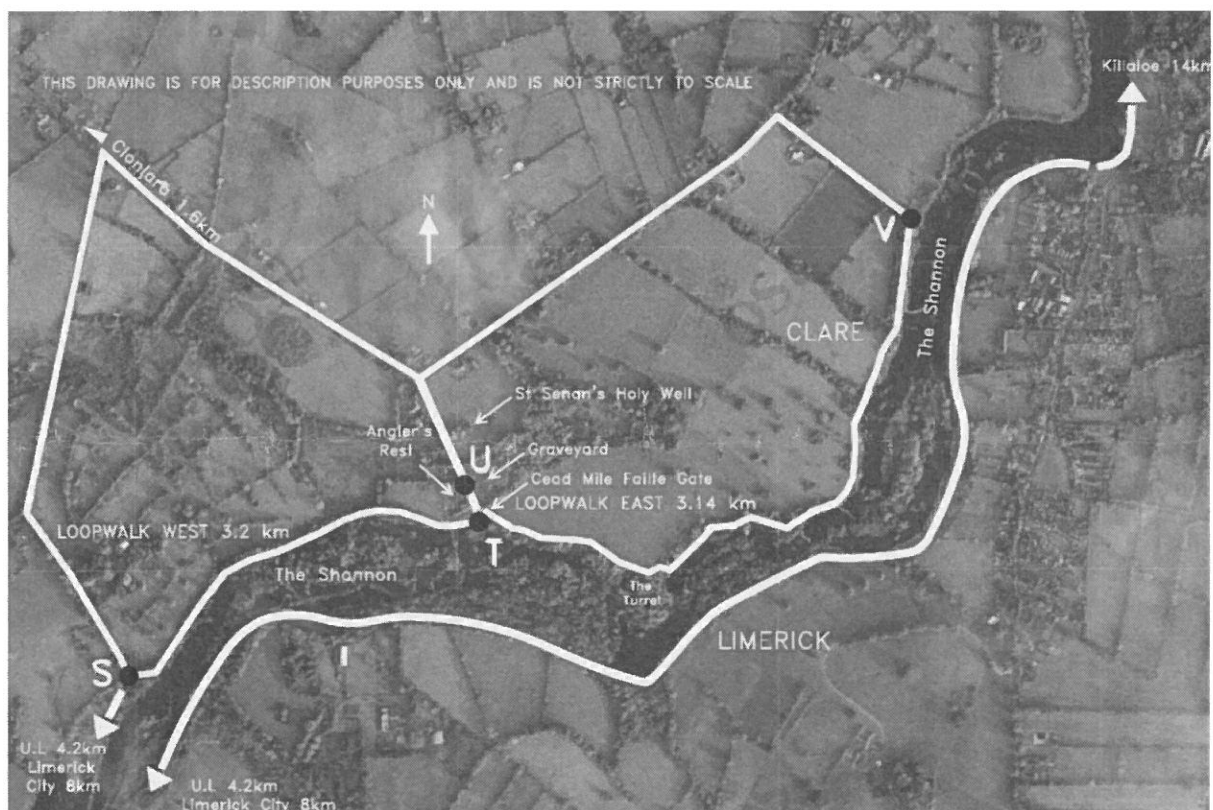 THIS DRAWING IS FOR DESCRIPTION PURPOSES ONLY AND IS NOT STRICTLY TO SCALE
Killaloe 14km
Clonlara 1.6km
N
V
The Shannon
CLARE
St Senan's Holy Well
Angler's
Rest
U
Graveyard
Cead Mile Failte Gate
LOOPWALK EAST 3.14 km
LOOPWALK WEST 3.2 km
T
The Shannon
The
Turret
LIMERICK
S
U.L 4.2km
Limerick
City 8km
U.L 4.2km
Limerick City 8km